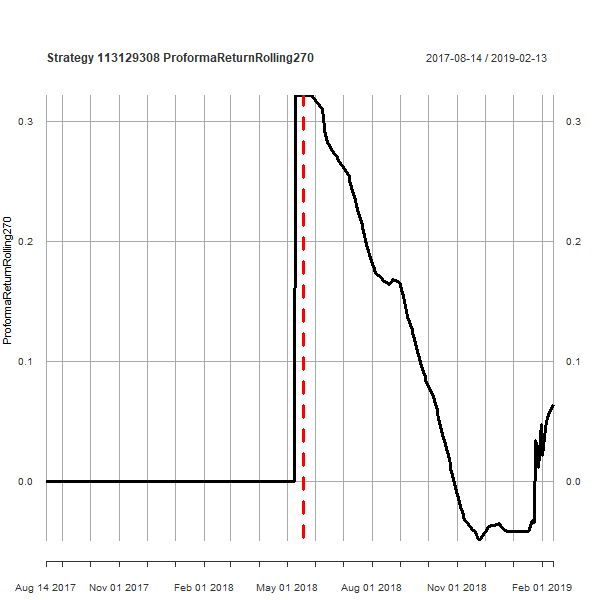 Strategy 113129308 ProformaReturnRolling270
2017-08-14 / 2019-02-13
ProformaReturnRolling270
0.3 0.3
0.2 0.2
0.1 0.1
0.0 0.0
Aug 14 2017 Nov 01 2017 Feb 01 2018 May 01 2018 Aug 01 2018 Nov 01 2018 Feb 01 2019